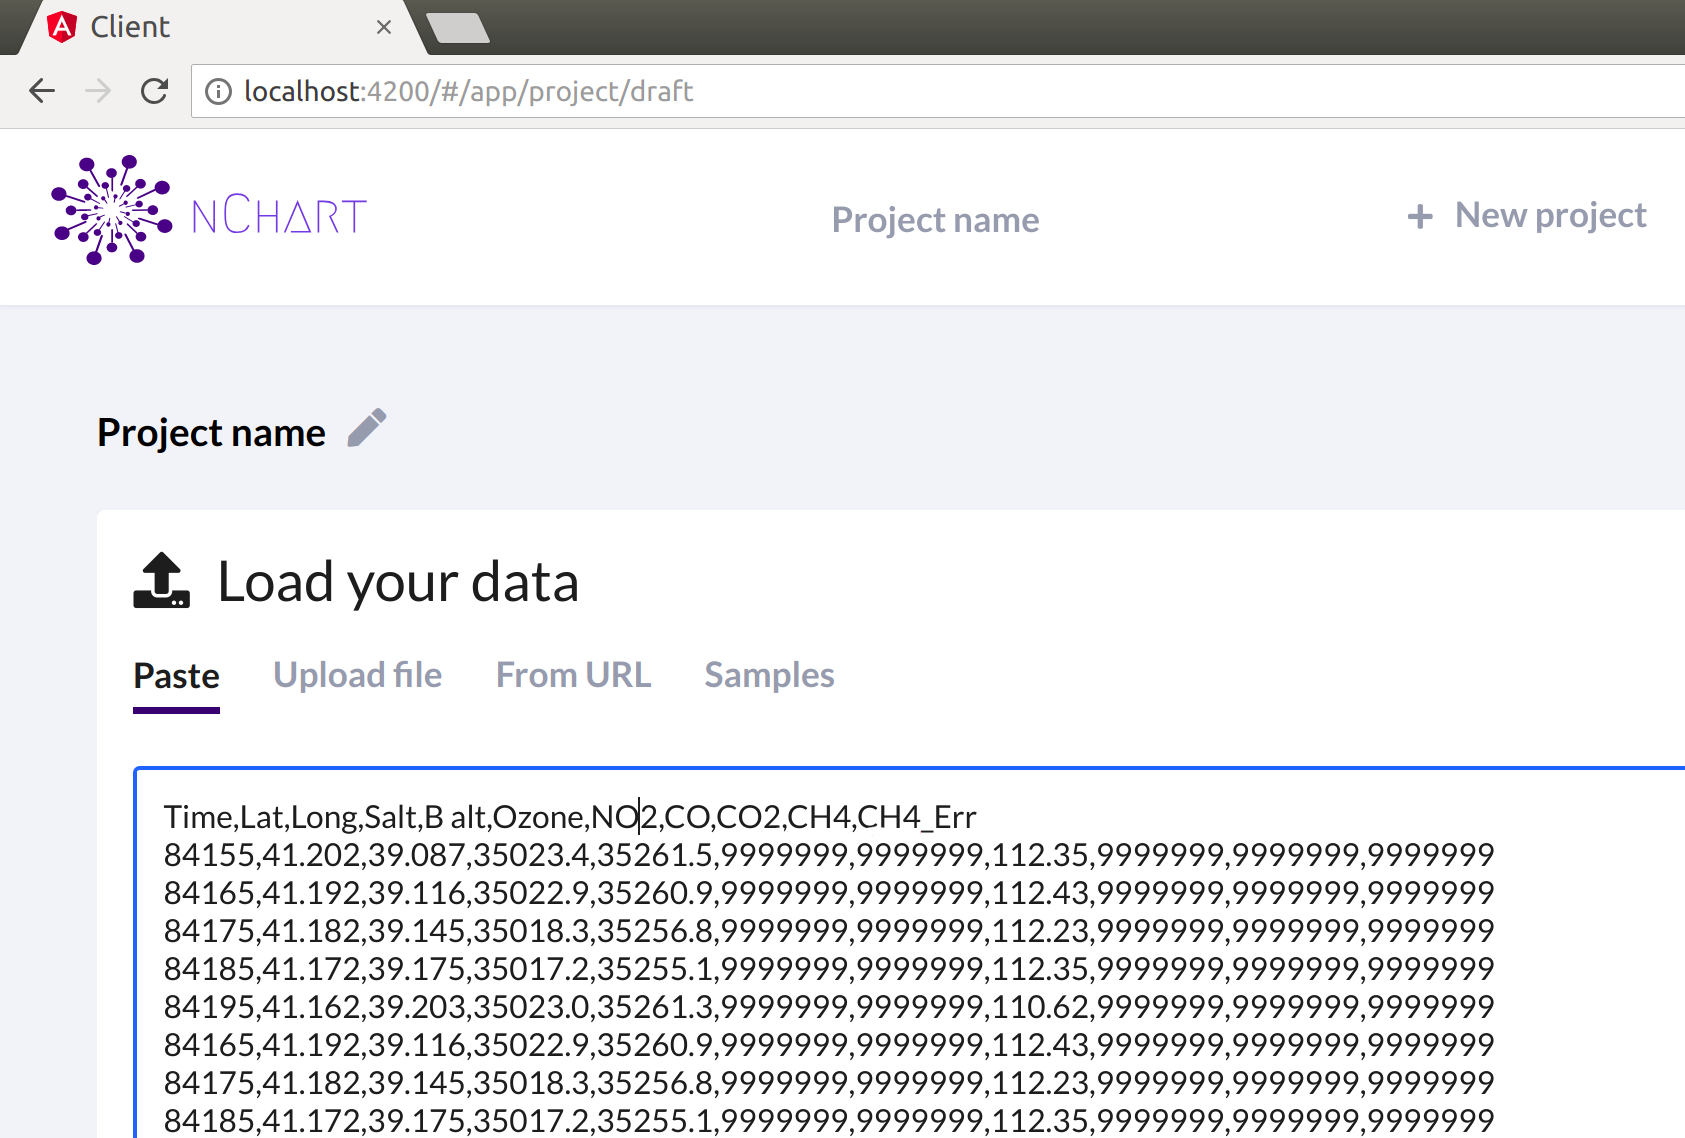 Client
localhost:4200/#/app/project/draft
nCHART
Project name
+ New project
Project name
Load your data
Paste Upload file From URL Samples
Time,Lat,Long,Salt,B alt,Ozone,NO2,CO,CO2,CH4,CH4_Err
84155,41.202,39.087,35023.4,35261.5,9999999,9999999,112.35,9999999,9999999,9999999
84165,41.192,39.116,35022.9,35260.9,9999999,9999999,112.43,9999999,9999999,9999999
84175,41.182,39.145,35018.3,35256.8,9999999,9999999,112.23,9999999,9999999,9999999
84185,41.172,39.175,35017.2,35255.1,9999999,9999999,112.35,9999999,9999999,9999999
84195,41.162,39.203,35023.0,35261.3,9999999,9999999,110.62,9999999,9999999,9999999
84165,41.192,39.116,35022.9,35260.9,9999999,9999999,112.43,9999999,9999999,9999999
84175,41.182,39.145,35018.3,35256.8,9999999,9999999,112.23,9999999,9999999,9999999
84185,41.172,39.175,35017.2,35255.1,9999999,9999999,112.35,9999999,9999999,9999999